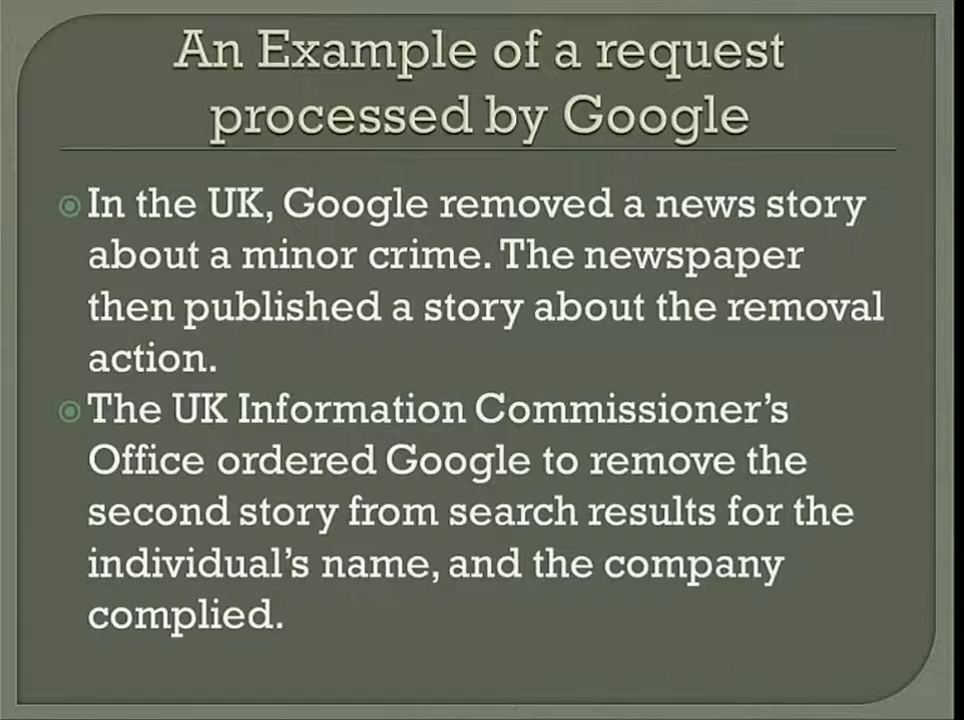 An Example of a request
processed by Google
In the UK, Google removed a news story
about a minor crime. The newspaper
then published a story about the removal
action.
The UK Information Commissioner’s
Office ordered Google to remove the
second story from search results for the
individual’s name, and the company
complied.